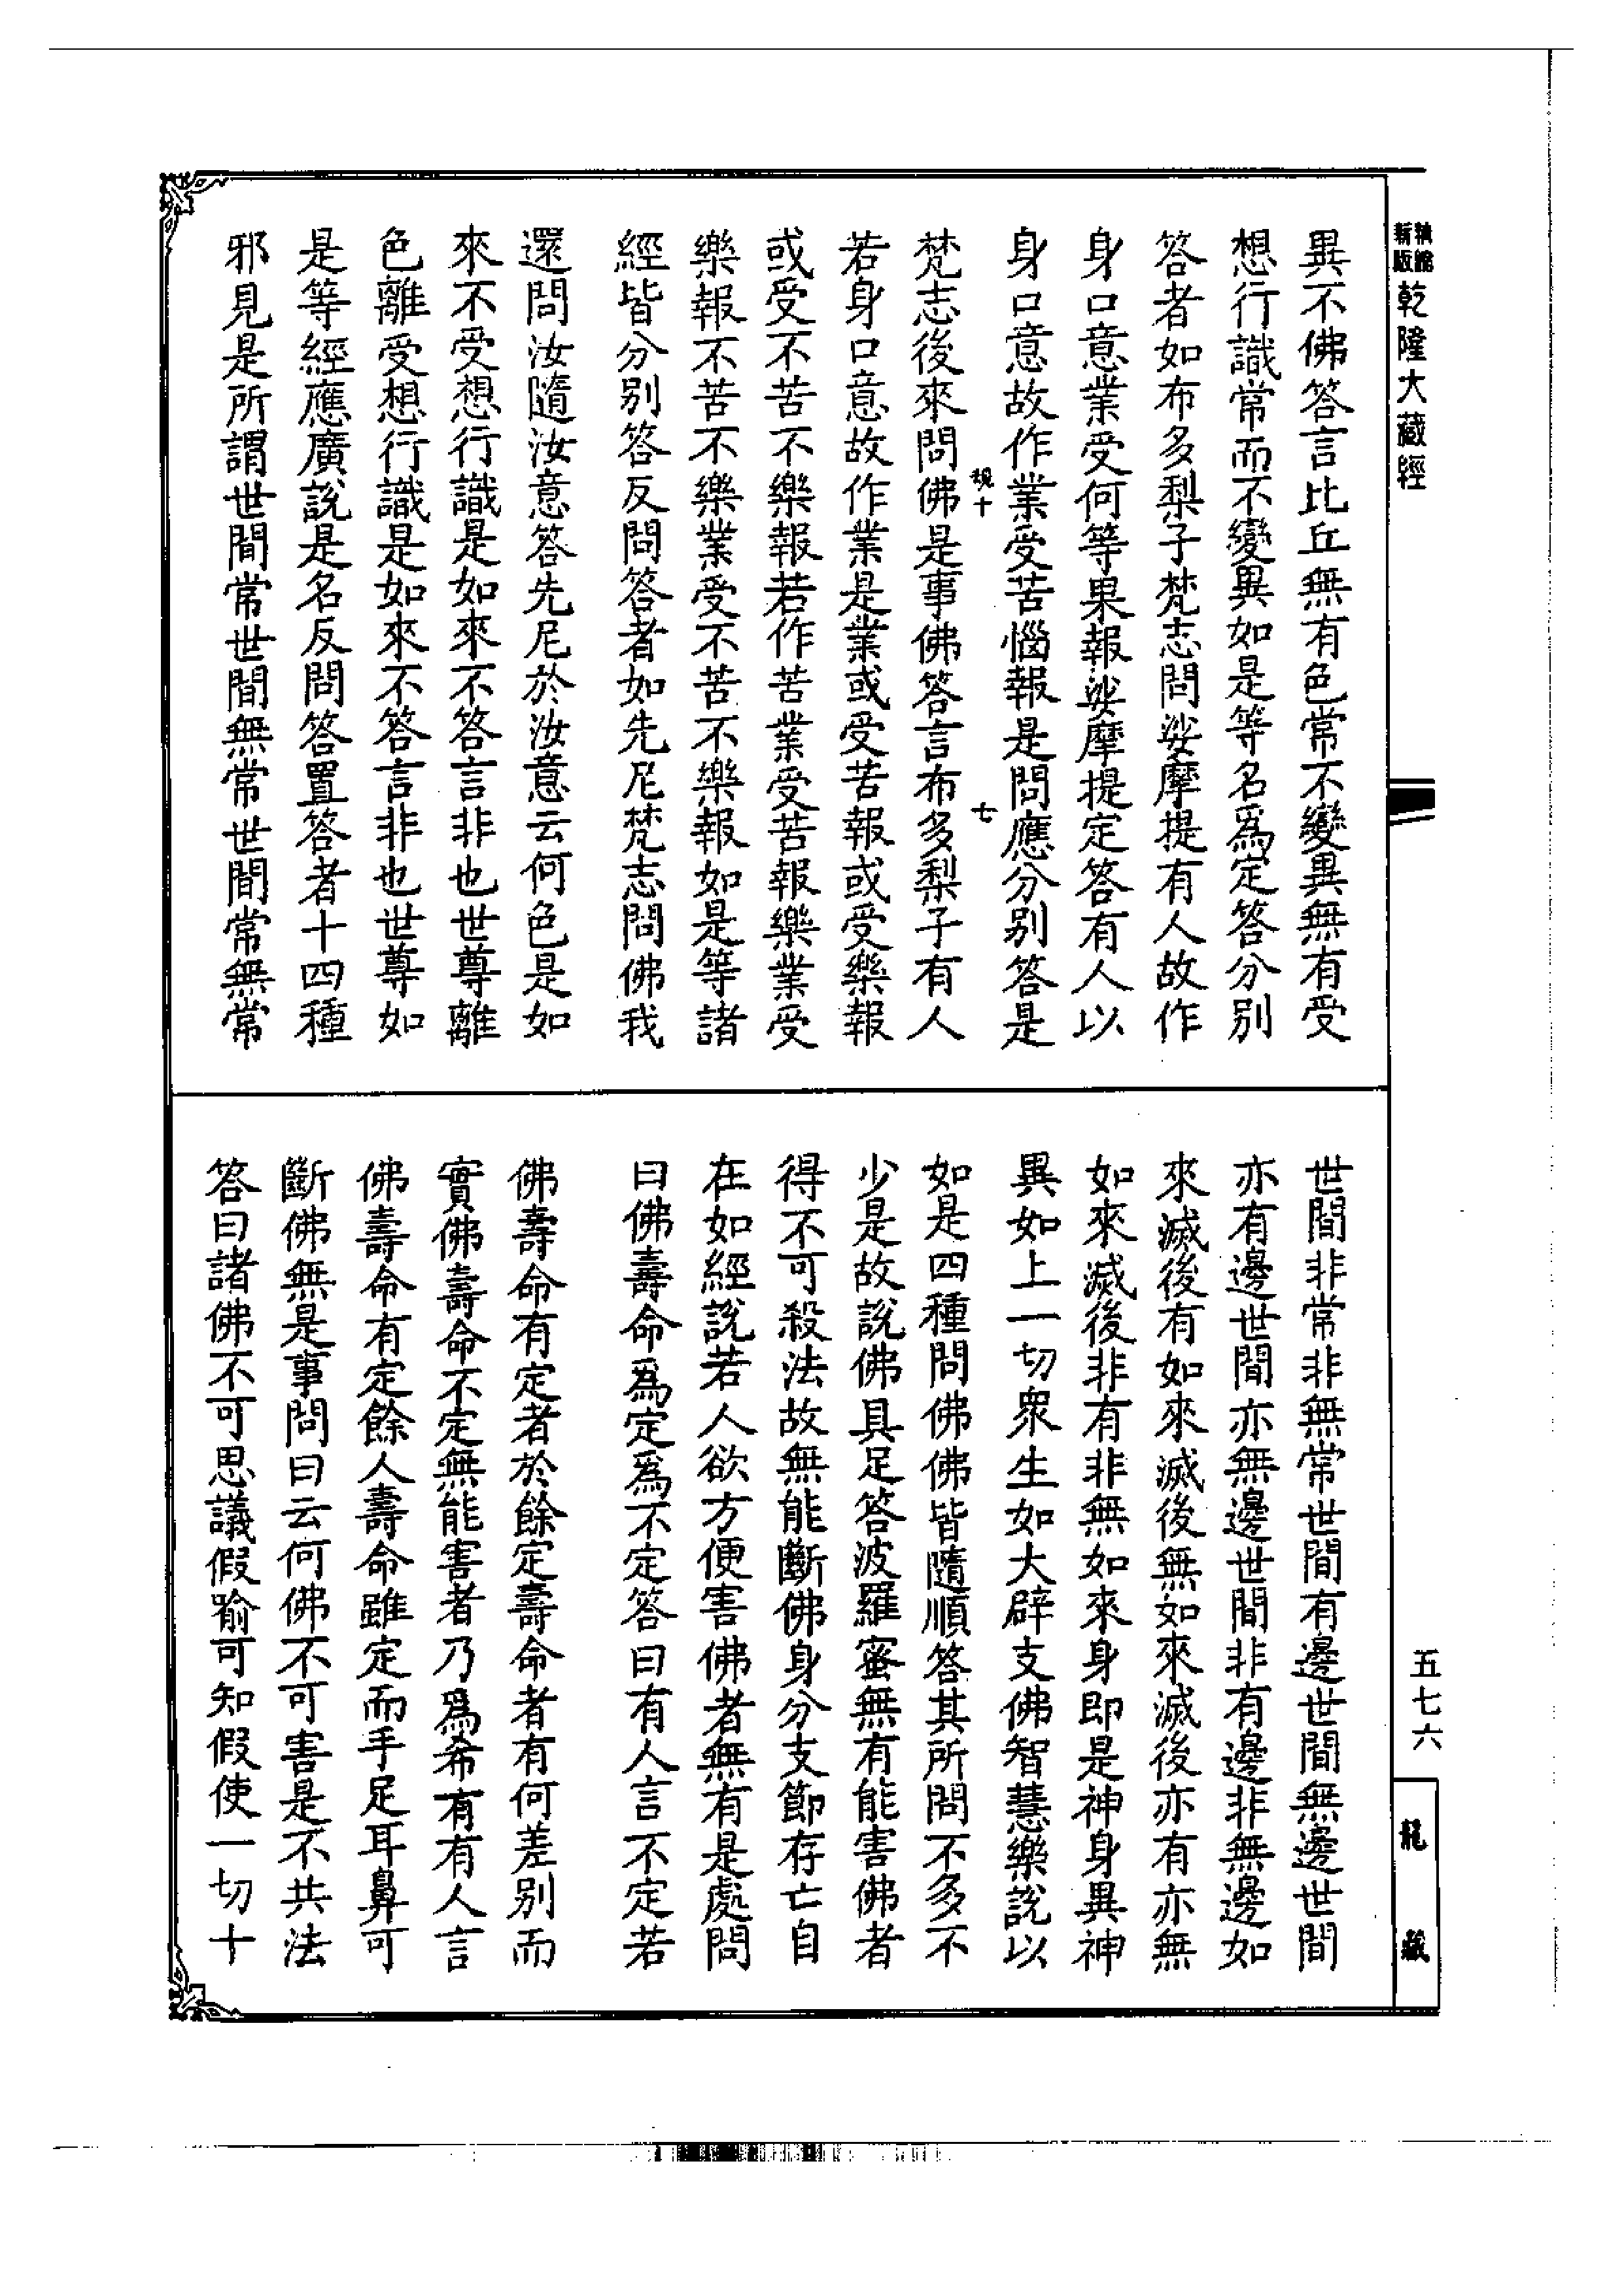 新版
精縮
乾隆大藏經
五七六
龍藏
異不佛答言比丘無有色常不變異無有受
想行識常而不變異如是等名爲定答分別
答者如布多梨子梵志問娑摩提有人故作
身口意業受何等果報娑摩提定答有人以
身口意故作業受苦惱報是問應分別答是
梵志後來問佛是事佛答言布多梨子有人
若身口意故作業是業或受苦報或受樂報
或受不苦不樂報若作苦業受苦報樂業受
樂報不苦不樂業受不苦不樂報如是等諸
經皆分別答反問答者如先尼梵志問佛我
還問汝隨汝意答先尼於汝意云何色是如
來不受想行識是如來不答言非也世尊離
色離受想行識是如來不答言非也世尊如
是等經應廣說是名反問答置答者十四種
邪見是所謂世間常世間無常世間常無常
世間非常非無常世間有邊世間無邊世間
亦有邊世間亦無邊世間非有邊非無邊如
來滅後有如來滅後無如來滅後亦有亦無
如來滅後非有非無如來身即是神身異神
異如上一切衆生如大辟支佛智慧樂說以
如是四種問佛佛皆隨順答其所問不多不
少是故說佛具足答波羅蜜無有能害佛者
得不可殺法故無能斷佛身分支節存亡自
在如經說若人欲方便害佛者無有是處問
曰佛壽命爲定爲不定答曰有人言不定若
佛壽命有定者於餘定壽命者有何差別而
實佛壽命不定無能害者乃爲希有有人言
佛壽命有定餘人壽命雖定而手足耳鼻可
斷佛無是事問曰云何佛不可害是不共法
答曰諸佛不可思議假喻可知假使一切十
七